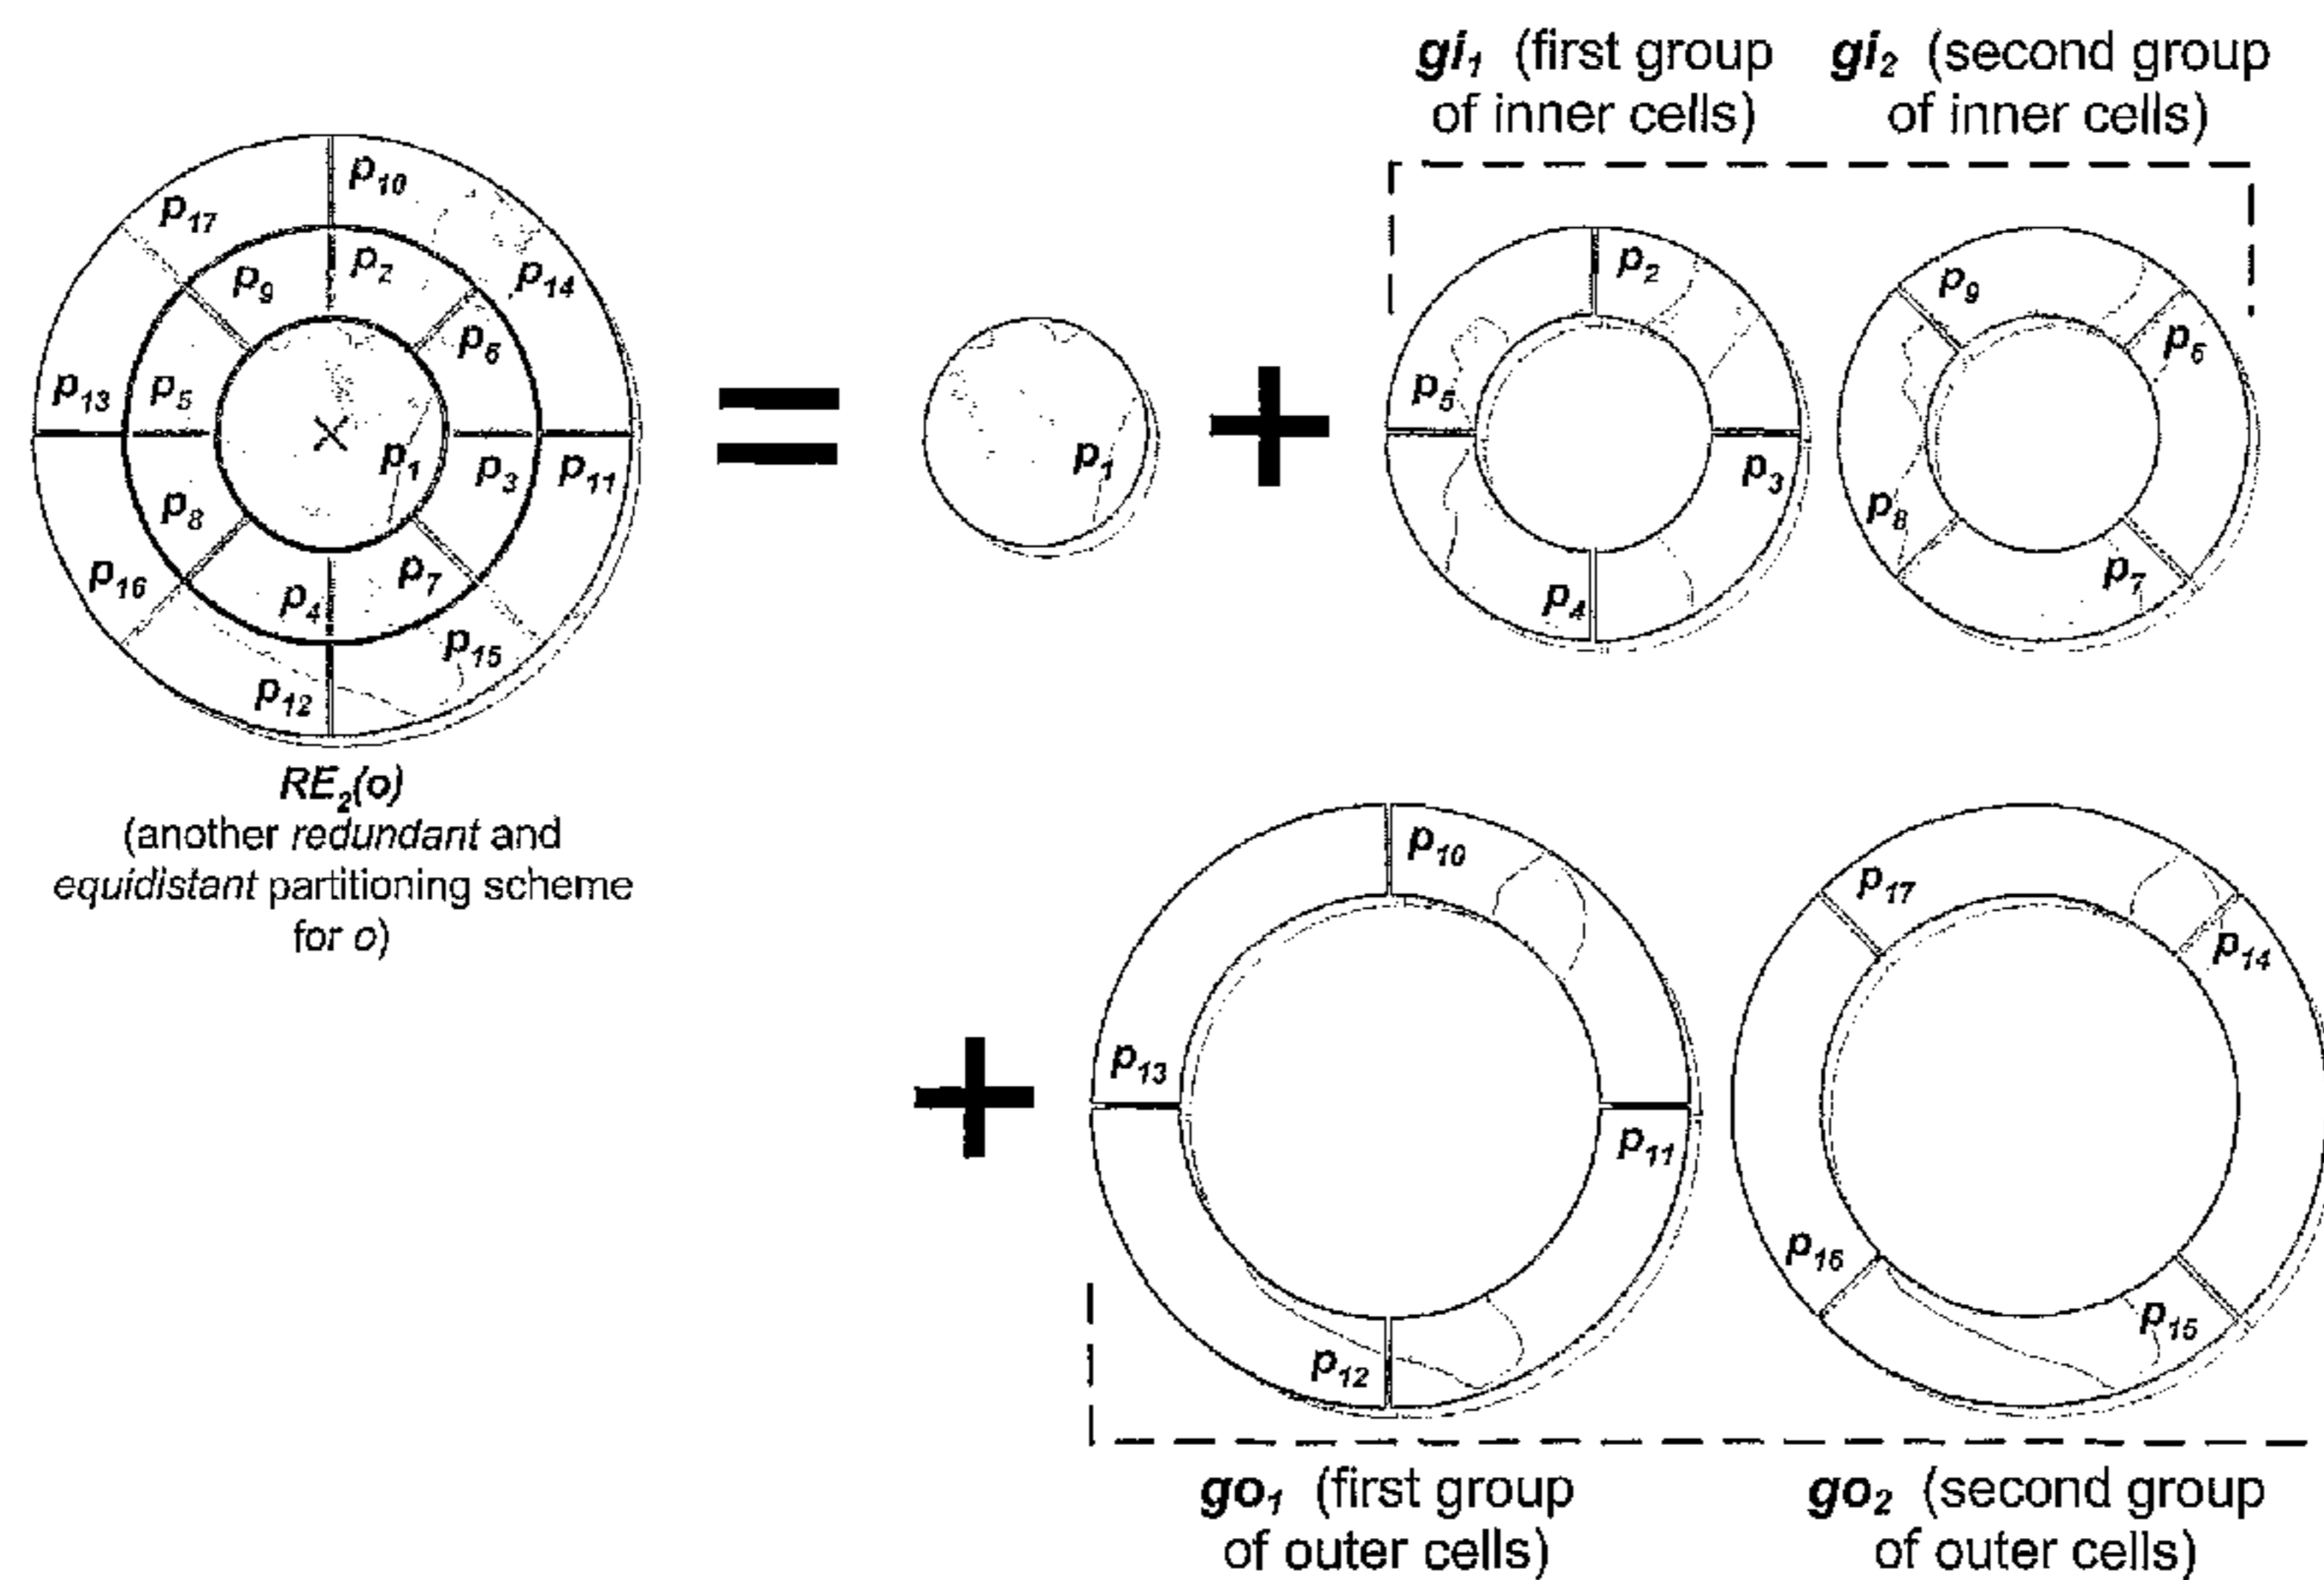 gi₁ (first group of inner cells)
gi₂ (second group of inner cells)
p₁₀
p₁₇
p₂
p₉
p₁₄
p₆
p₁₃
p₅
p₁
p₃
p₁₁
p₈
p₁₆
p₄
p₇
p₁₅
p₁₂
RE₂(o)
(another redundant and
equidistant partitioning scheme
for o)
=
p₁
+
p₂
p₅
p₃
p₄
p₉
p₆
p₈
p₇
+
p₁₀
p₁₃
p₁₁
p₁₂
p₁₇
p₁₄
p₁₆
p₁₅
go₁ (first group
of outer cells)
go₂ (second group
of outer cells)